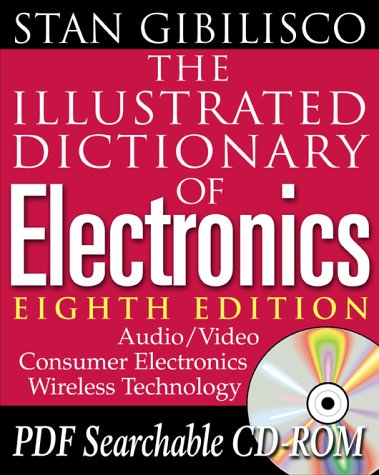 STAN GIBILISCO
THE
ILLUSTRATED
DICTIONARY
OF
Electronics
EIGHTH EDITION
Audio/Video
Consumer Electronics
Wireless Technology
PDF Searchable CD-ROM